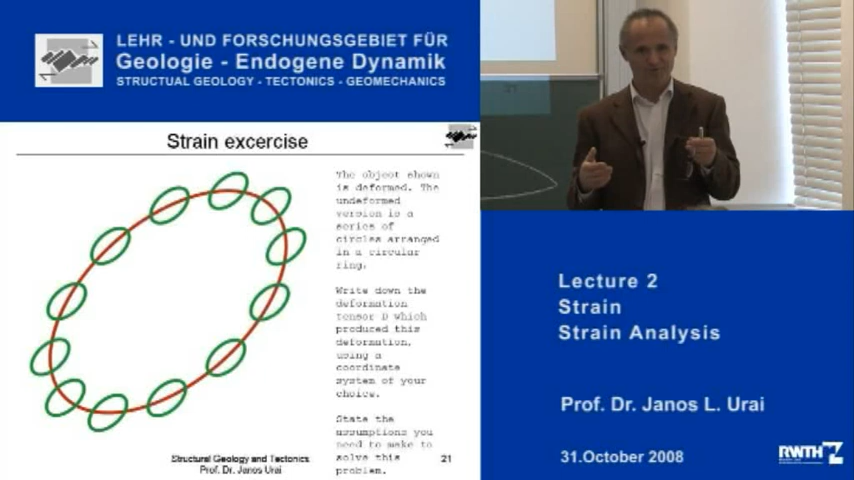 LEHR - UND FORSCHUNGSGEBIET FÜR
Geologie - Endogene Dynamik
STRUCTUAL GEOLOGY - TECTONICS - GEOMECHANICS
Strain excercise
The object shown
is deformed. The
undeformed
version is a
series of
circles arranged
in a circular
ring.
Write down the
deformation
tensor D which
produced this
deformation,
using a
coordinate
system of your
choice.
State the
assumptions you
need to make to
solve this
problem.
Structural Geology and Tectonics
Prof. Dr. Janos Urai
21
Lecture 2
Strain
Strain Analysis
Prof. Dr. Janos L. Urai
31.October 2008
RWTH